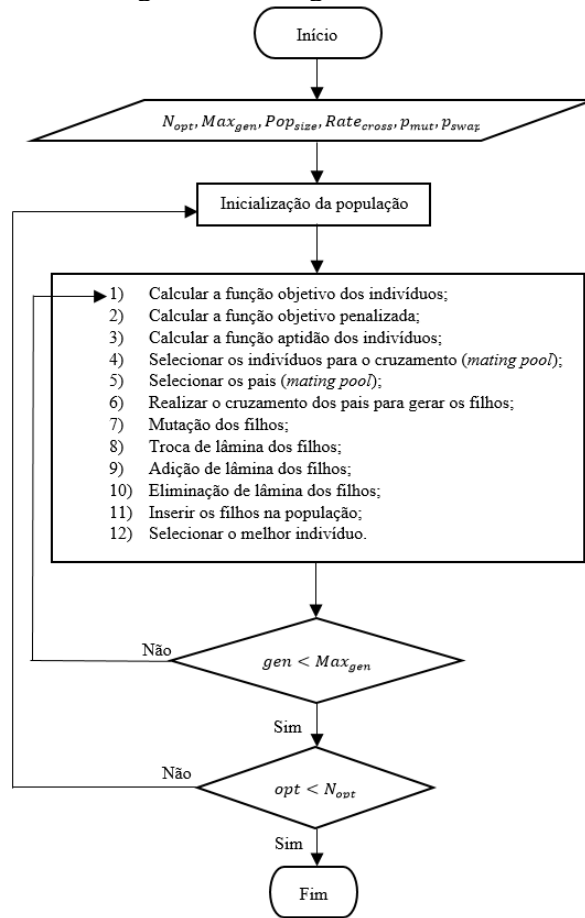 Início
N_opt, Max_gen, Pop_size, Rate_cross, p_mut, p_swap
Inicialização da população
1) Calcular a função objetivo dos indivíduos;
2) Calcular a função objetivo penalizada;
3) Calcular a função aptidão dos indivíduos;
4) Selecionar os indivíduos para o cruzamento (mating pool);
5) Selecionar os pais (mating pool);
6) Realizar o cruzamento dos pais para gerar os filhos;
7) Mutação dos filhos;
8) Troca de lâmina dos filhos;
9) Adição de lâmina dos filhos;
10) Eliminação de lâmina dos filhos;
11) Inserir os filhos na população;
12) Selecionar o melhor indivíduo.
Não
gen < Max_gen
Sim
Não
opt < N_opt
Sim
Fim